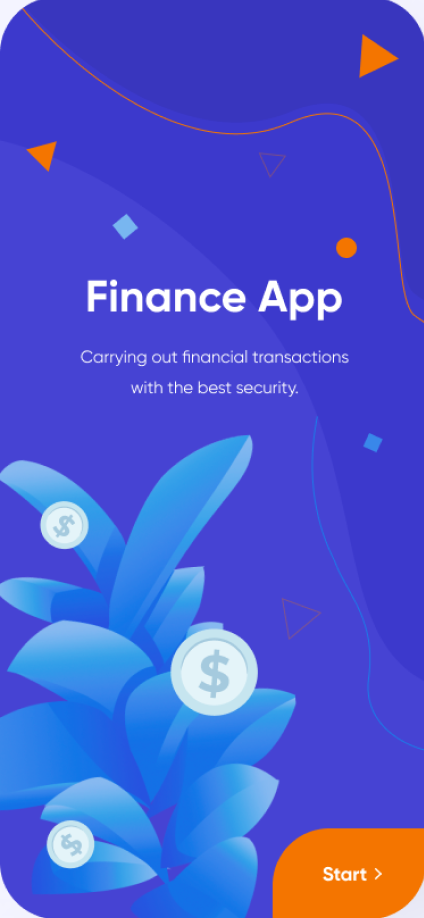 Finance App
Carrying out financial transactions
with the best security.
$
$
$
Start >